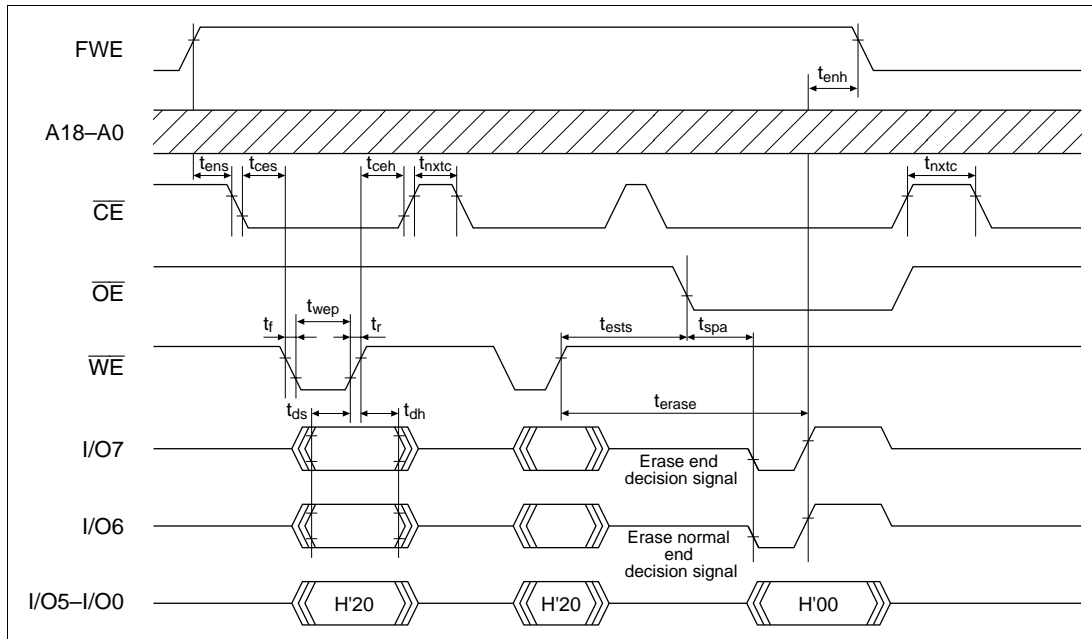 FWE
tenh
A18–A0
tens tces tceh tnxtc tnxtc
CE
OE
tf twep tr tests tspa
WE
tds tdh terase
I/O7
Erase end
decision signal
I/O6
Erase normal
end
decision signal
I/O5–I/O0 H'20 H'20 H'00